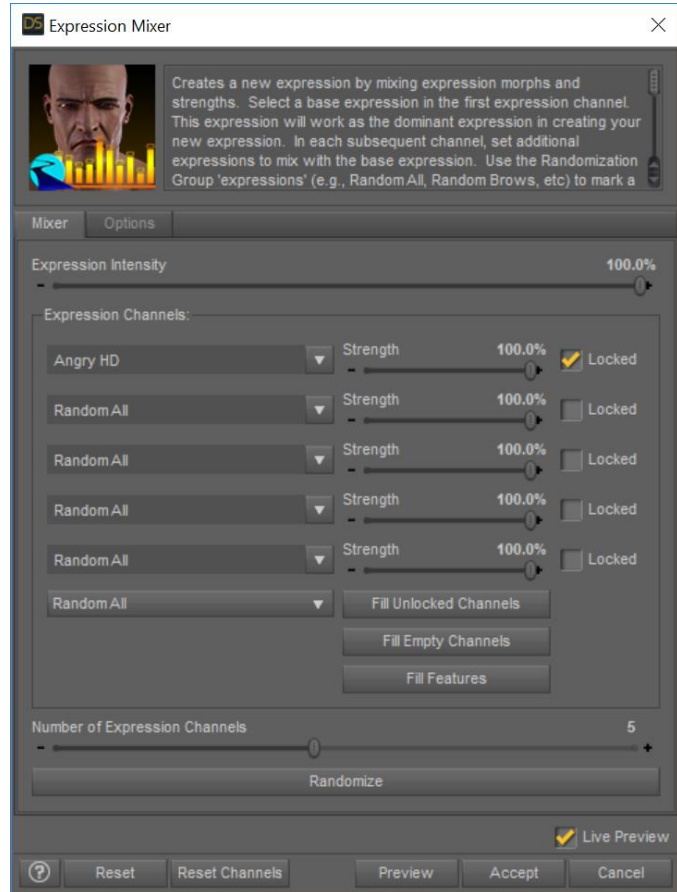 DS Expression Mixer
Creates a new expression by mixing expression morphs and
strengths. Select a base expression in the first expression channel.
This expression will work as the dominant expression in creating your
new expression. In each subsequent channel, set additional
expressions to mix with the base expression. Use the Randomization
Group 'expressions' (e.g., Random All, Random Brows, etc) to mark a
Mixer Options
Expression Intensity 100.0%
- +
Expression Channels:
Angry HD Strength 100.0% Locked
- +
Random All Strength 100.0% Locked
- +
Random All Strength 100.0% Locked
- +
Random All Strength 100.0% Locked
- +
Random All Strength 100.0% Locked
- +
Random All Fill Unlocked Channels
Fill Empty Channels
Fill Features
Number of Expression Channels 5
- +
Randomize
Live Preview
? Reset Reset Channels Preview Accept Cancel